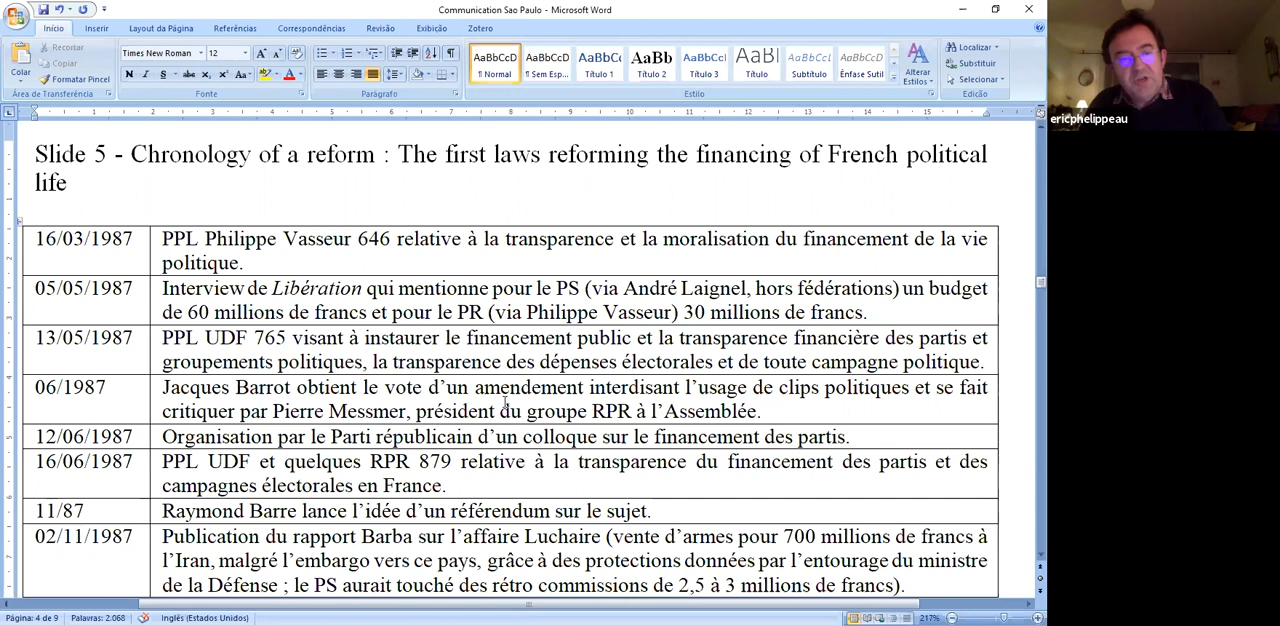 Communication Sao Paulo - Microsoft Word
Início
Inserir
Layout da Página
Referências
Correspondências
Revisão
Exibição
Zotero
Colar
Recortar
Copiar
Formatar Pincel
Área de Transferência
Times New Roman
12
Fonte
Parágrafo
AaBbCcD
¶ Normal
AaBbCcD
¶ Sem Esp...
AaBbC
Título 1
AaBb
Título 2
AaBbC
Título 3
AaBl
Título
AaBbCcL
Subtítulo
AaBbCcD
Ênfase Sutil
Alterar
Estilos
Estilo
Localizar
Substituir
Selecionar
Edição
ericphelippeau
Slide 5 - Chronology of a reform : The first laws reforming the financing of French political
life
16/03/1987 PPL Philippe Vasseur 646 relative à la transparence et la moralisation du financement de la vie
politique.
05/05/1987 Interview de Libération qui mentionne pour le PS (via André Laignel, hors fédérations) un budget
de 60 millions de francs et pour le PR (via Philippe Vasseur) 30 millions de francs.
13/05/1987 PPL UDF 765 visant à instaurer le financement public et la transparence financière des partis et
groupements politiques, la transparence des dépenses électorales et de toute campagne politique.
06/1987 Jacques Barrot obtient le vote d’un amendement interdisant l’usage de clips politiques et se fait
critiquer par Pierre Messmer, président du groupe RPR à l’Assemblée.
12/06/1987 Organisation par le Parti républicain d’un colloque sur le financement des partis.
16/06/1987 PPL UDF et quelques RPR 879 relative à la transparence du financement des partis et des
campagnes électorales en France.
11/87 Raymond Barre lance l’idée d’un référendum sur le sujet.
02/11/1987 Publication du rapport Barba sur l’affaire Luchaire (vente d’armes pour 700 millions de francs à
l’Iran, malgré l’embargo vers ce pays, grâce à des protections données par l’entourage du ministre
de la Défense ; le PS aurait touché des rétro commissions de 2,5 à 3 millions de francs).
Página: 4 de 9
Palavras: 2.068
Inglês (Estados Unidos)
217%